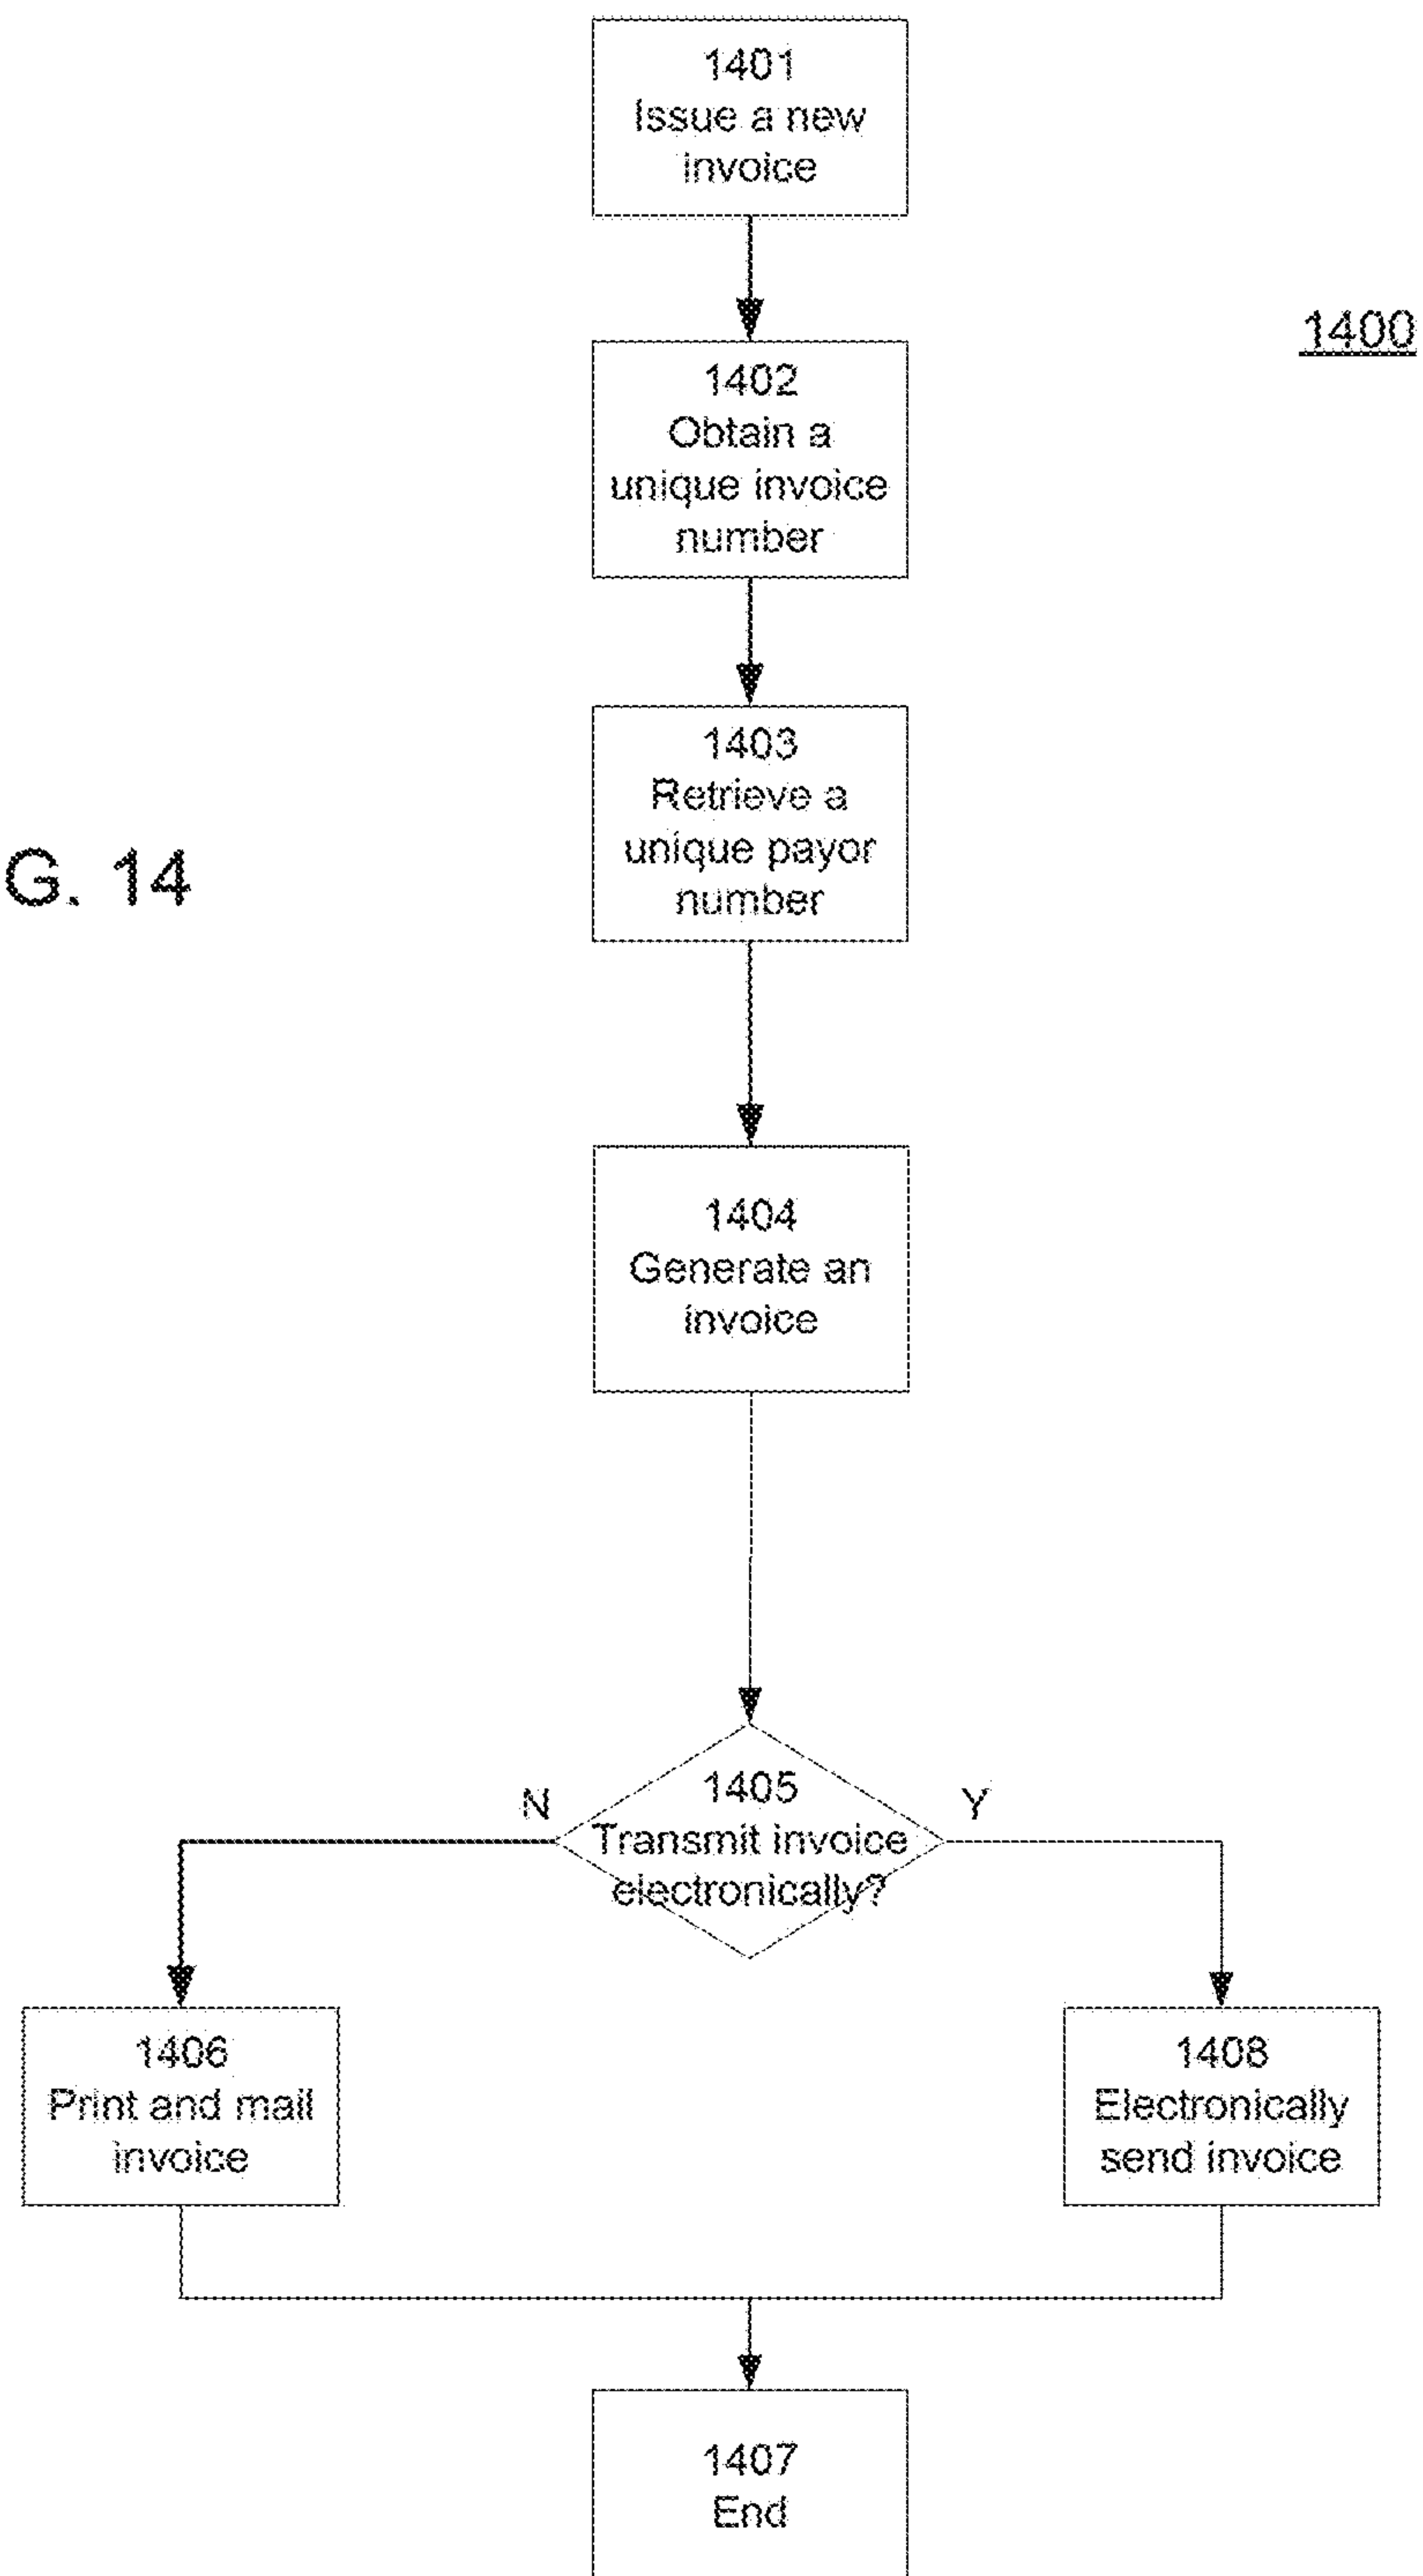 1401
Issue a new
invoice
1400
1402
Obtain a
unique invoice
number
1403
Retrieve a
unique payor
number
G. 14
1404
Generate an
invoice
N
Y
1405
Transmit invoice
electronically?
1406
Print and mail
invoice
1408
Electronically
send invoice
1407
End